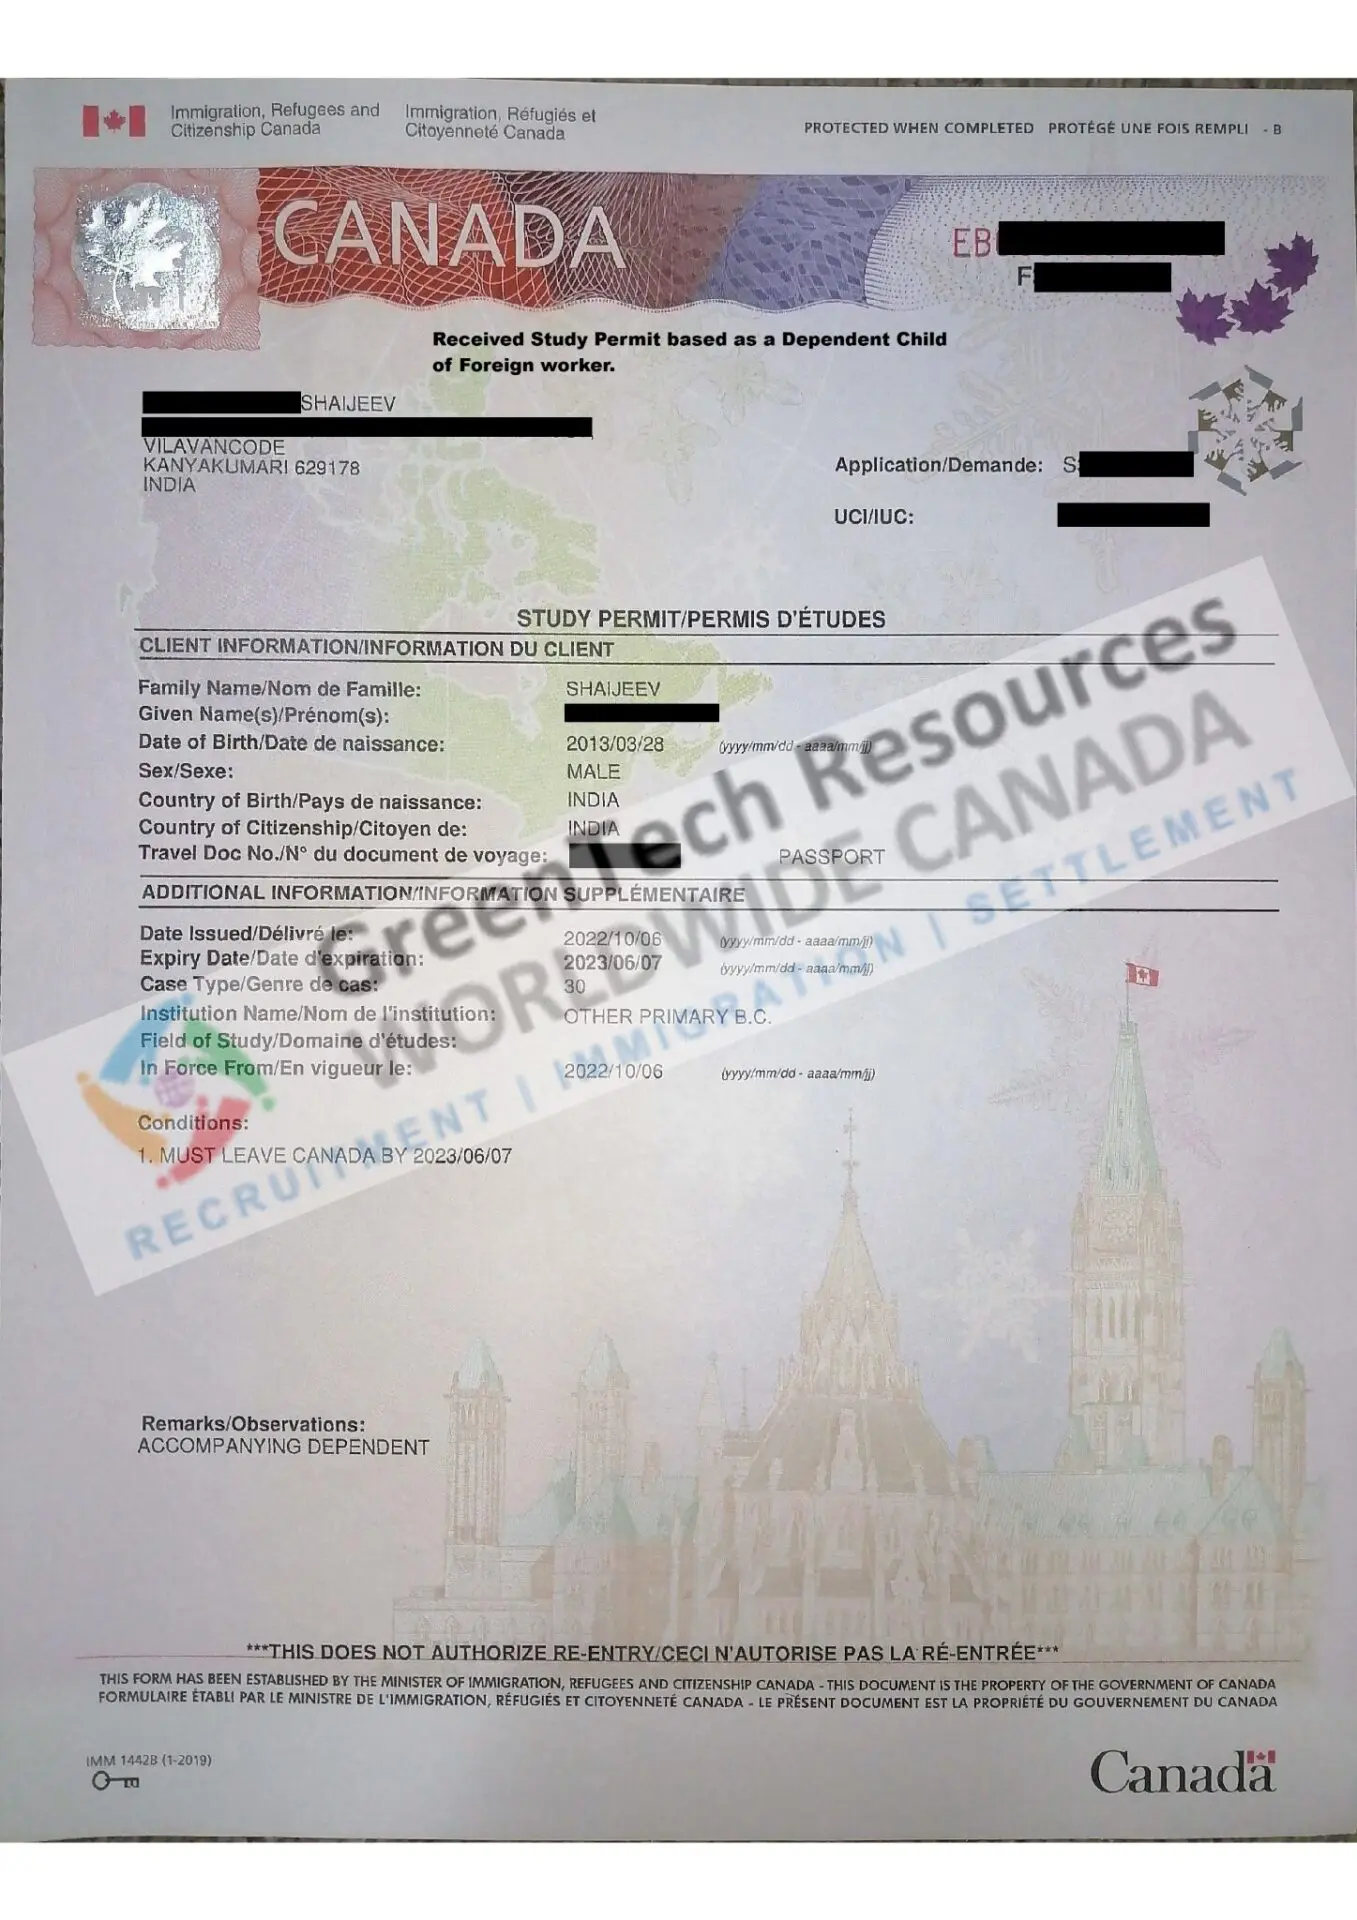 Immigration, Refugees and Citizenship Canada
Immigration, Réfugiés et Citoyenneté Canada
PROTECTED WHEN COMPLETED PROTÉGÉ UNE FOIS REMPLI - B
CANADA
EB
F
Received Study Permit based as a Dependent Child
of Foreign worker.
SHAIJEEV
VILAVANCODE
KANYAKUMARI 629178
INDIA
Application/Demande: S
UCI/IUC:
STUDY PERMIT/PERMIS D'ÉTUDES
CLIENT INFORMATION/INFORMATION DU CLIENT
Family Name/Nom de Famille: SHAIJEEV
Given Name(s)/Prénom(s):
Date of Birth/Date de naissance: 2013/03/28 (yyyy/mm/dd - aaaa/mm/jj)
Sex/Sexe: MALE
Country of Birth/Pays de naissance: INDIA
Country of Citizenship/Citoyen de: INDIA
Travel Doc No./N° du document de voyage: PASSPORT
ADDITIONAL INFORMATION/INFORMATION SUPPLÉMENTAIRE
Date Issued/Délivré le: 2022/10/06 (yyyy/mm/dd - aaaa/mm/jj)
Expiry Date/Date d'expiration: 2023/06/07 (yyyy/mm/dd - aaaa/mm/jj)
Case Type/Genre de cas: 30
Institution Name/Nom de l'institution: OTHER PRIMARY B.C.
Field of Study/Domaine d'études:
In Force From/En vigueur le: 2022/10/06 (yyyy/mm/dd - aaaa/mm/jj)
Conditions:
1. MUST LEAVE CANADA BY 2023/06/07
GreenTech Resources
WORLDWIDE CANADA
RECRUITMENT | IMMIGRATION | SETTLEMENT
Remarks/Observations:
ACCOMPANYING DEPENDENT
***THIS DOES NOT AUTHORIZE RE-ENTRY/CECI N'AUTORISE PAS LA RÉ-ENTRÉE***
THIS FORM HAS BEEN ESTABLISHED BY THE MINISTER OF IMMIGRATION, REFUGEES AND CITIZENSHIP CANADA - THIS DOCUMENT IS THE PROPERTY OF THE GOVERNMENT OF CANADA
FORMULAIRE ÉTABLI PAR LE MINISTRE DE L'IMMIGRATION, RÉFUGIÉS ET CITOYENNETÉ CANADA - LE PRÉSENT DOCUMENT EST LA PROPRIÉTÉ DU GOUVERNEMENT DU CANADA
IMM 1442B (1-2019)
Canada